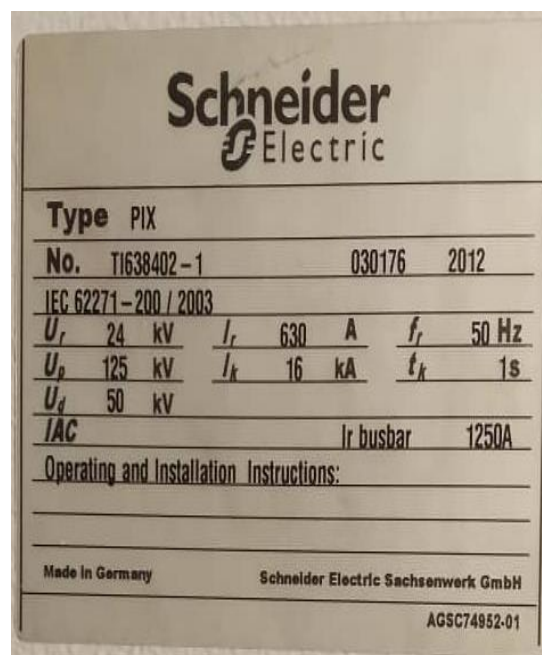 Schneider
Electric
Type PIX
No. TI638402-1 030176 2012
IEC 62271-200 / 2003
Ur 24 kV Ir 630 A fr 50 Hz
Up 125 kV Ik 16 kA tk 1s
Ud 50 kV
IAC Ir busbar 1250A
Operating and Installation Instructions:
Made in Germany Schneider Electric Sachsenwerk GmbH
AGSC74952-01